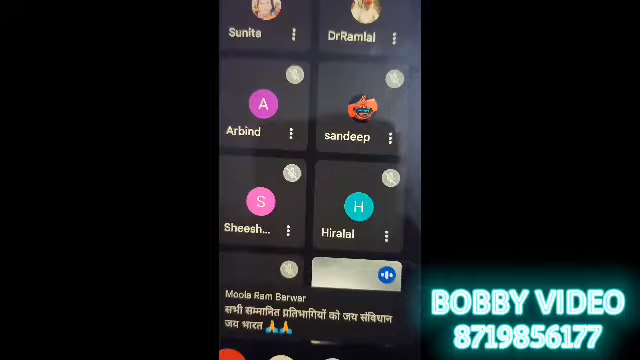 Sunita
DrRamlal
A
Arbind
sandeep
S
Sheesh...
H
Hiralal
Moola Ram Barwar
सभी सम्मानित प्रतिभागियों को जय संविधान
जय भारत 🙏🙏
BOBBY VIDEO
8719856177